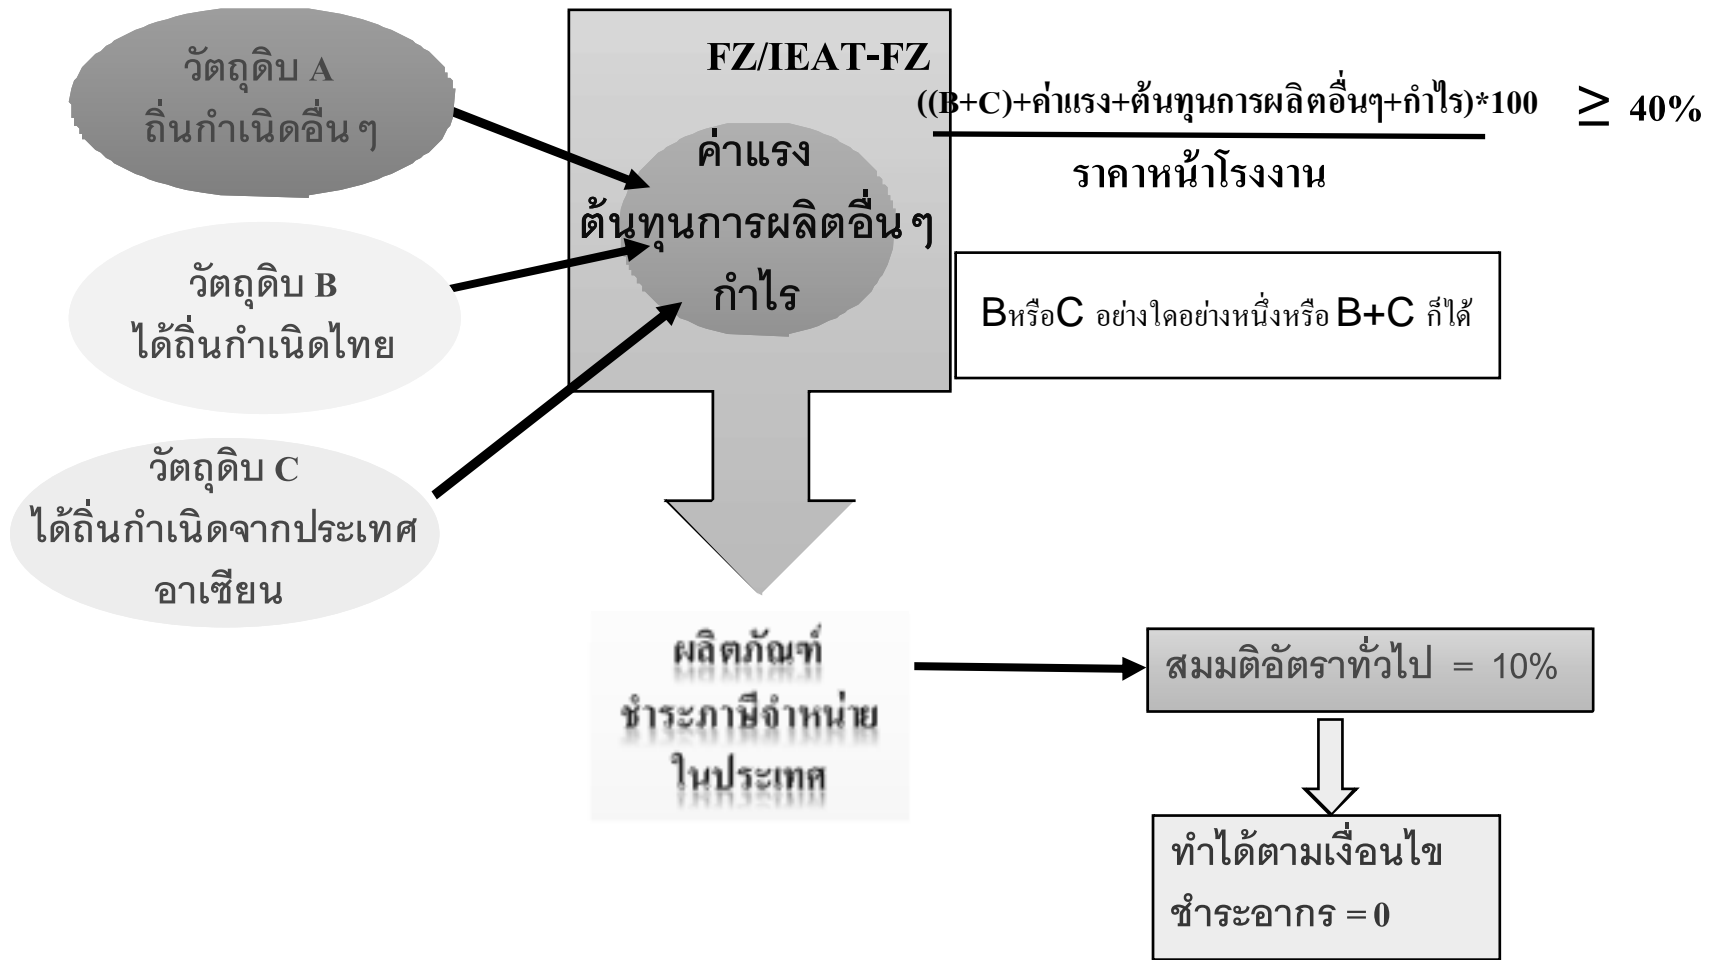 วัตถุดิบ A
ถิ่นกำเนิดอื่น ๆ
วัตถุดิบ B
ได้ถิ่นกำเนิดไทย
วัตถุดิบ C
ได้ถิ่นกำเนิดจากประเทศ
อาเซียน
FZ/IEAT-FZ
ค่าแรง
ต้นทุนการผลิตอื่น ๆ
กำไร
((B+C)+ค่าแรง+ต้นทุนการผลิตอื่นๆ+กำไร)*100 ≥ 40%
ราคาหน้าโรงงาน
BหรือC อย่างใดอย่างหนึ่งหรือ B+C ก็ได้
ผลิตภัณฑ์
ชำระภาษีจำหน่าย
ในประเทศ
สมมติอัตราทั่วไป = 10%
ทำได้ตามเงื่อนไข
ชำระอากร = 0